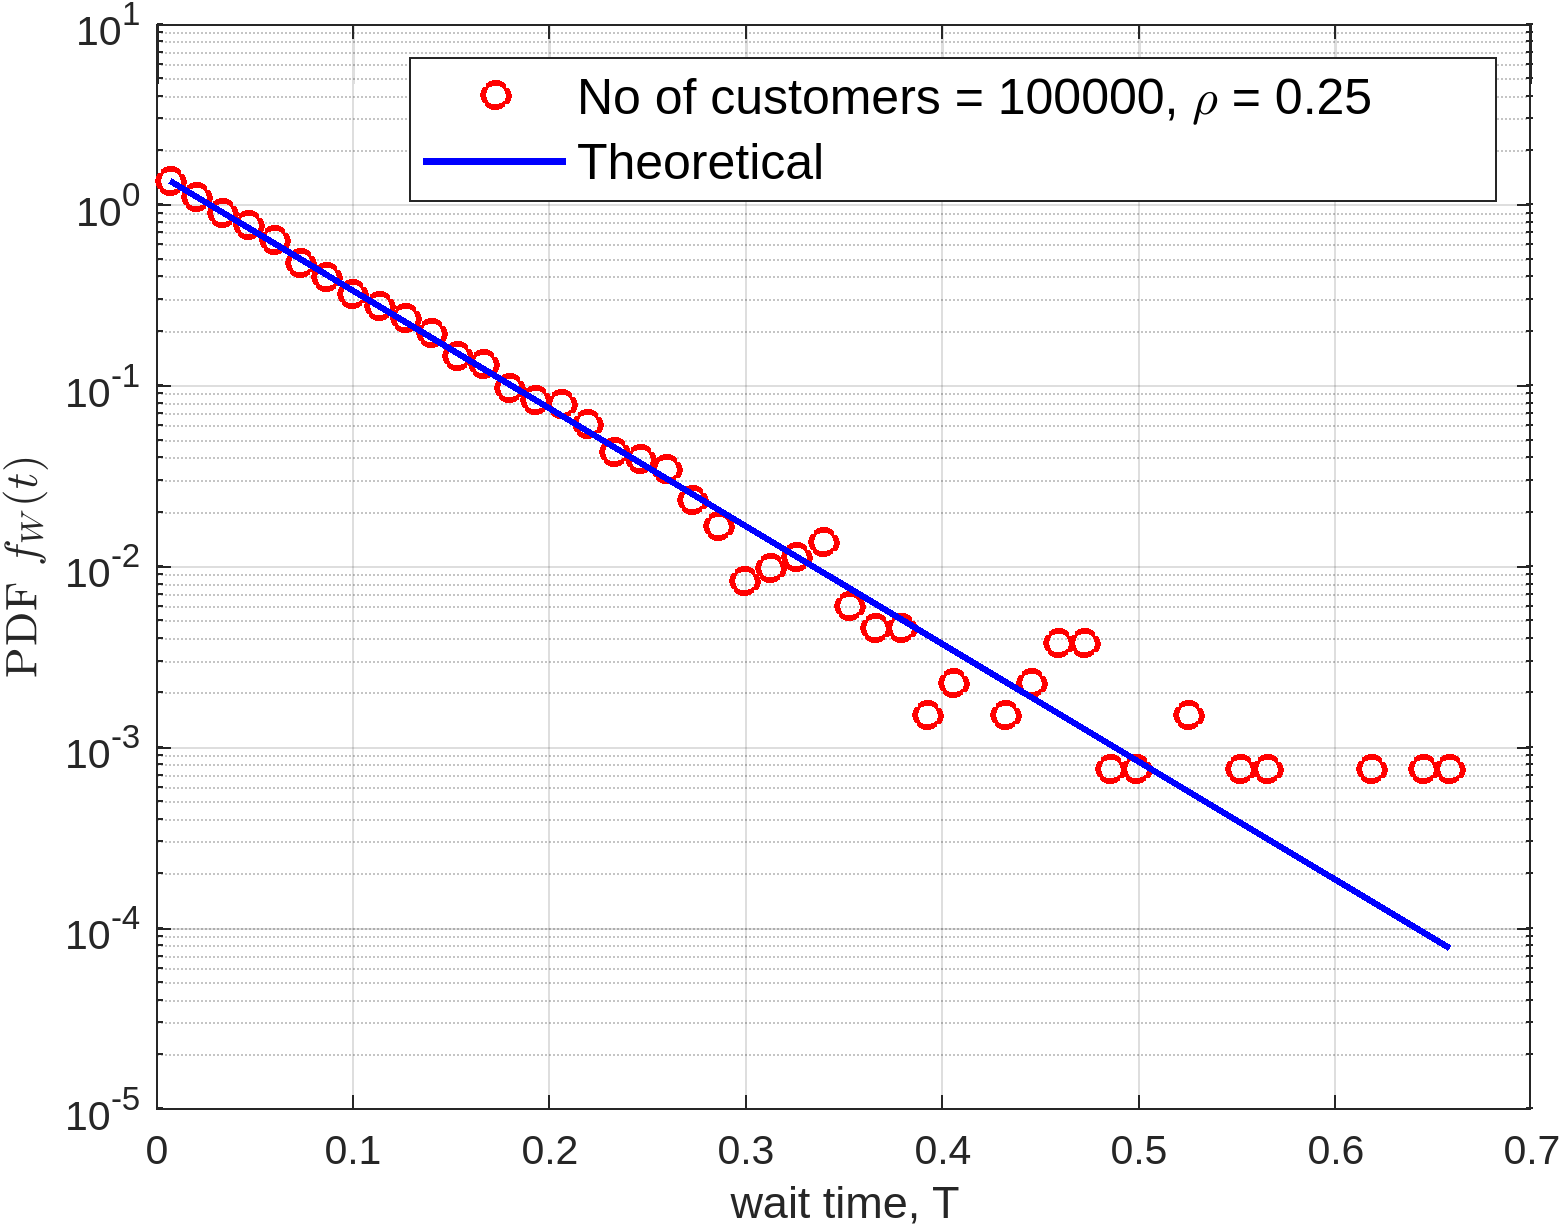 10^1
10^0
10^-1
10^-2
10^-3
10^-4
10^-5
PDF f_W(t)
No of customers = 100000, ρ = 0.25
Theoretical
0 0.1 0.2 0.3 0.4 0.5 0.6 0.7
wait time, T